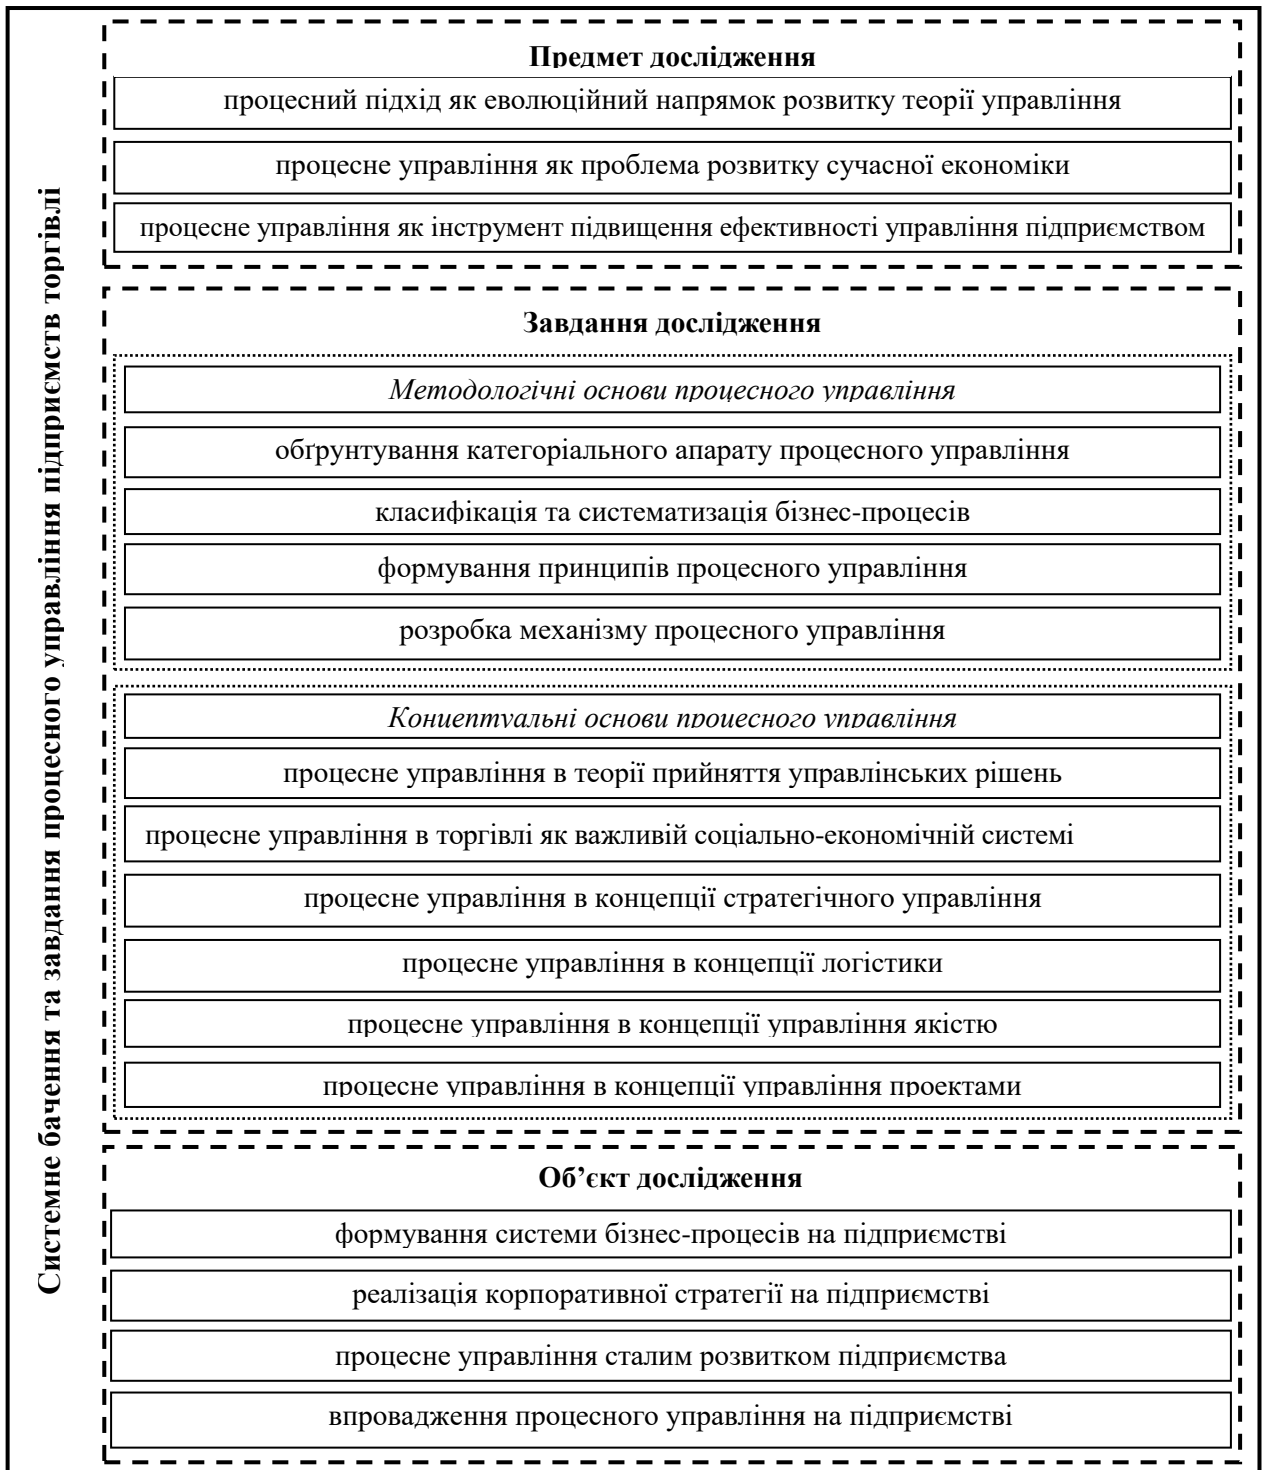 Системне бачення та завдання процесного управління підприємств торгівлі
Предмет дослідження
процесний підхід як еволюційний напрямок розвитку теорії управління
процесне управління як проблема розвитку сучасної економіки
процесне управління як інструмент підвищення ефективності управління підприємством
Завдання дослідження
Методологічні основи процесного управління
обґрунтування категоріального апарату процесного управління
класифікація та систематизація бізнес-процесів
формування принципів процесного управління
розробка механізму процесного управління
Концептуальні основи процесного управління
процесне управління в теорії прийняття управлінських рішень
процесне управління в торгівлі як важливій соціально-економічній системі
процесне управління в концепції стратегічного управління
процесне управління в концепції логістики
процесне управління в концепції управління якістю
процесне управління в концепції управління проектами
Об’єкт дослідження
формування системи бізнес-процесів на підприємстві
реалізація корпоративної стратегії на підприємстві
процесне управління сталим розвитком підприємства
впровадження процесного управління на підприємстві